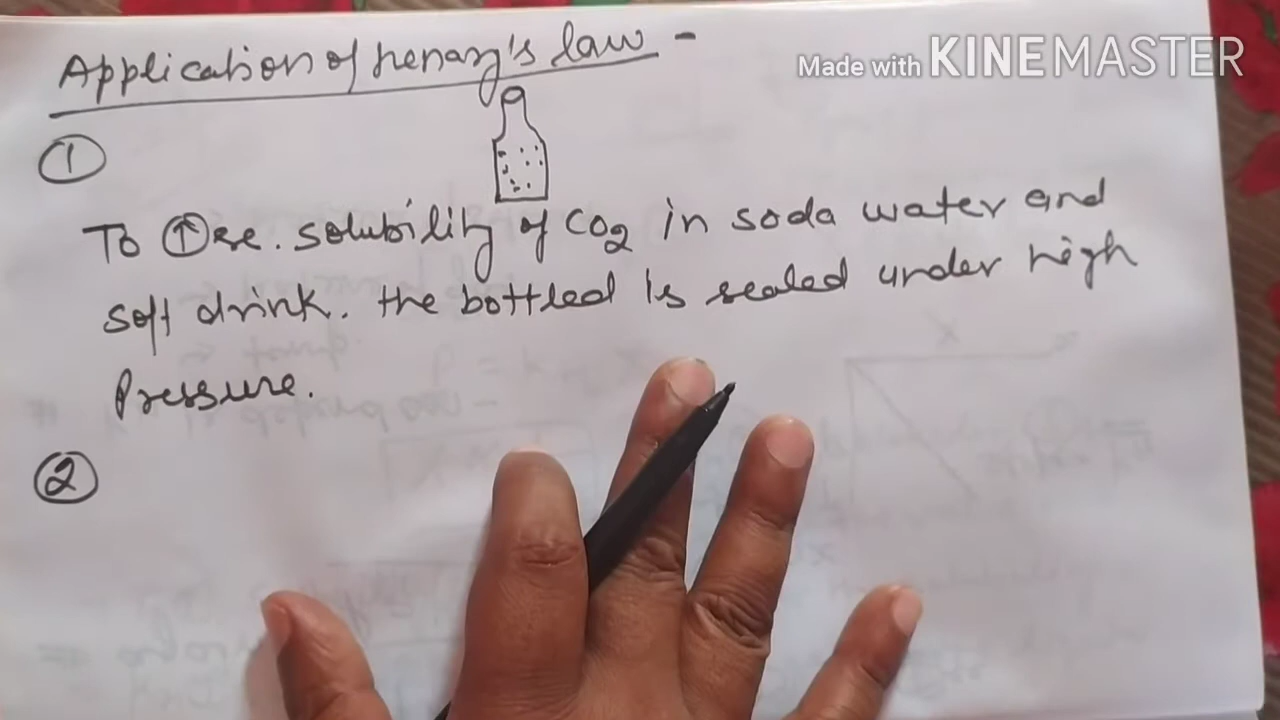 Application of henary's law -
Made with KINEMASTER
①
To ↑se. solubility of CO2 in soda water and
soft drink. the bottled is sealed under high
Pressure.
②